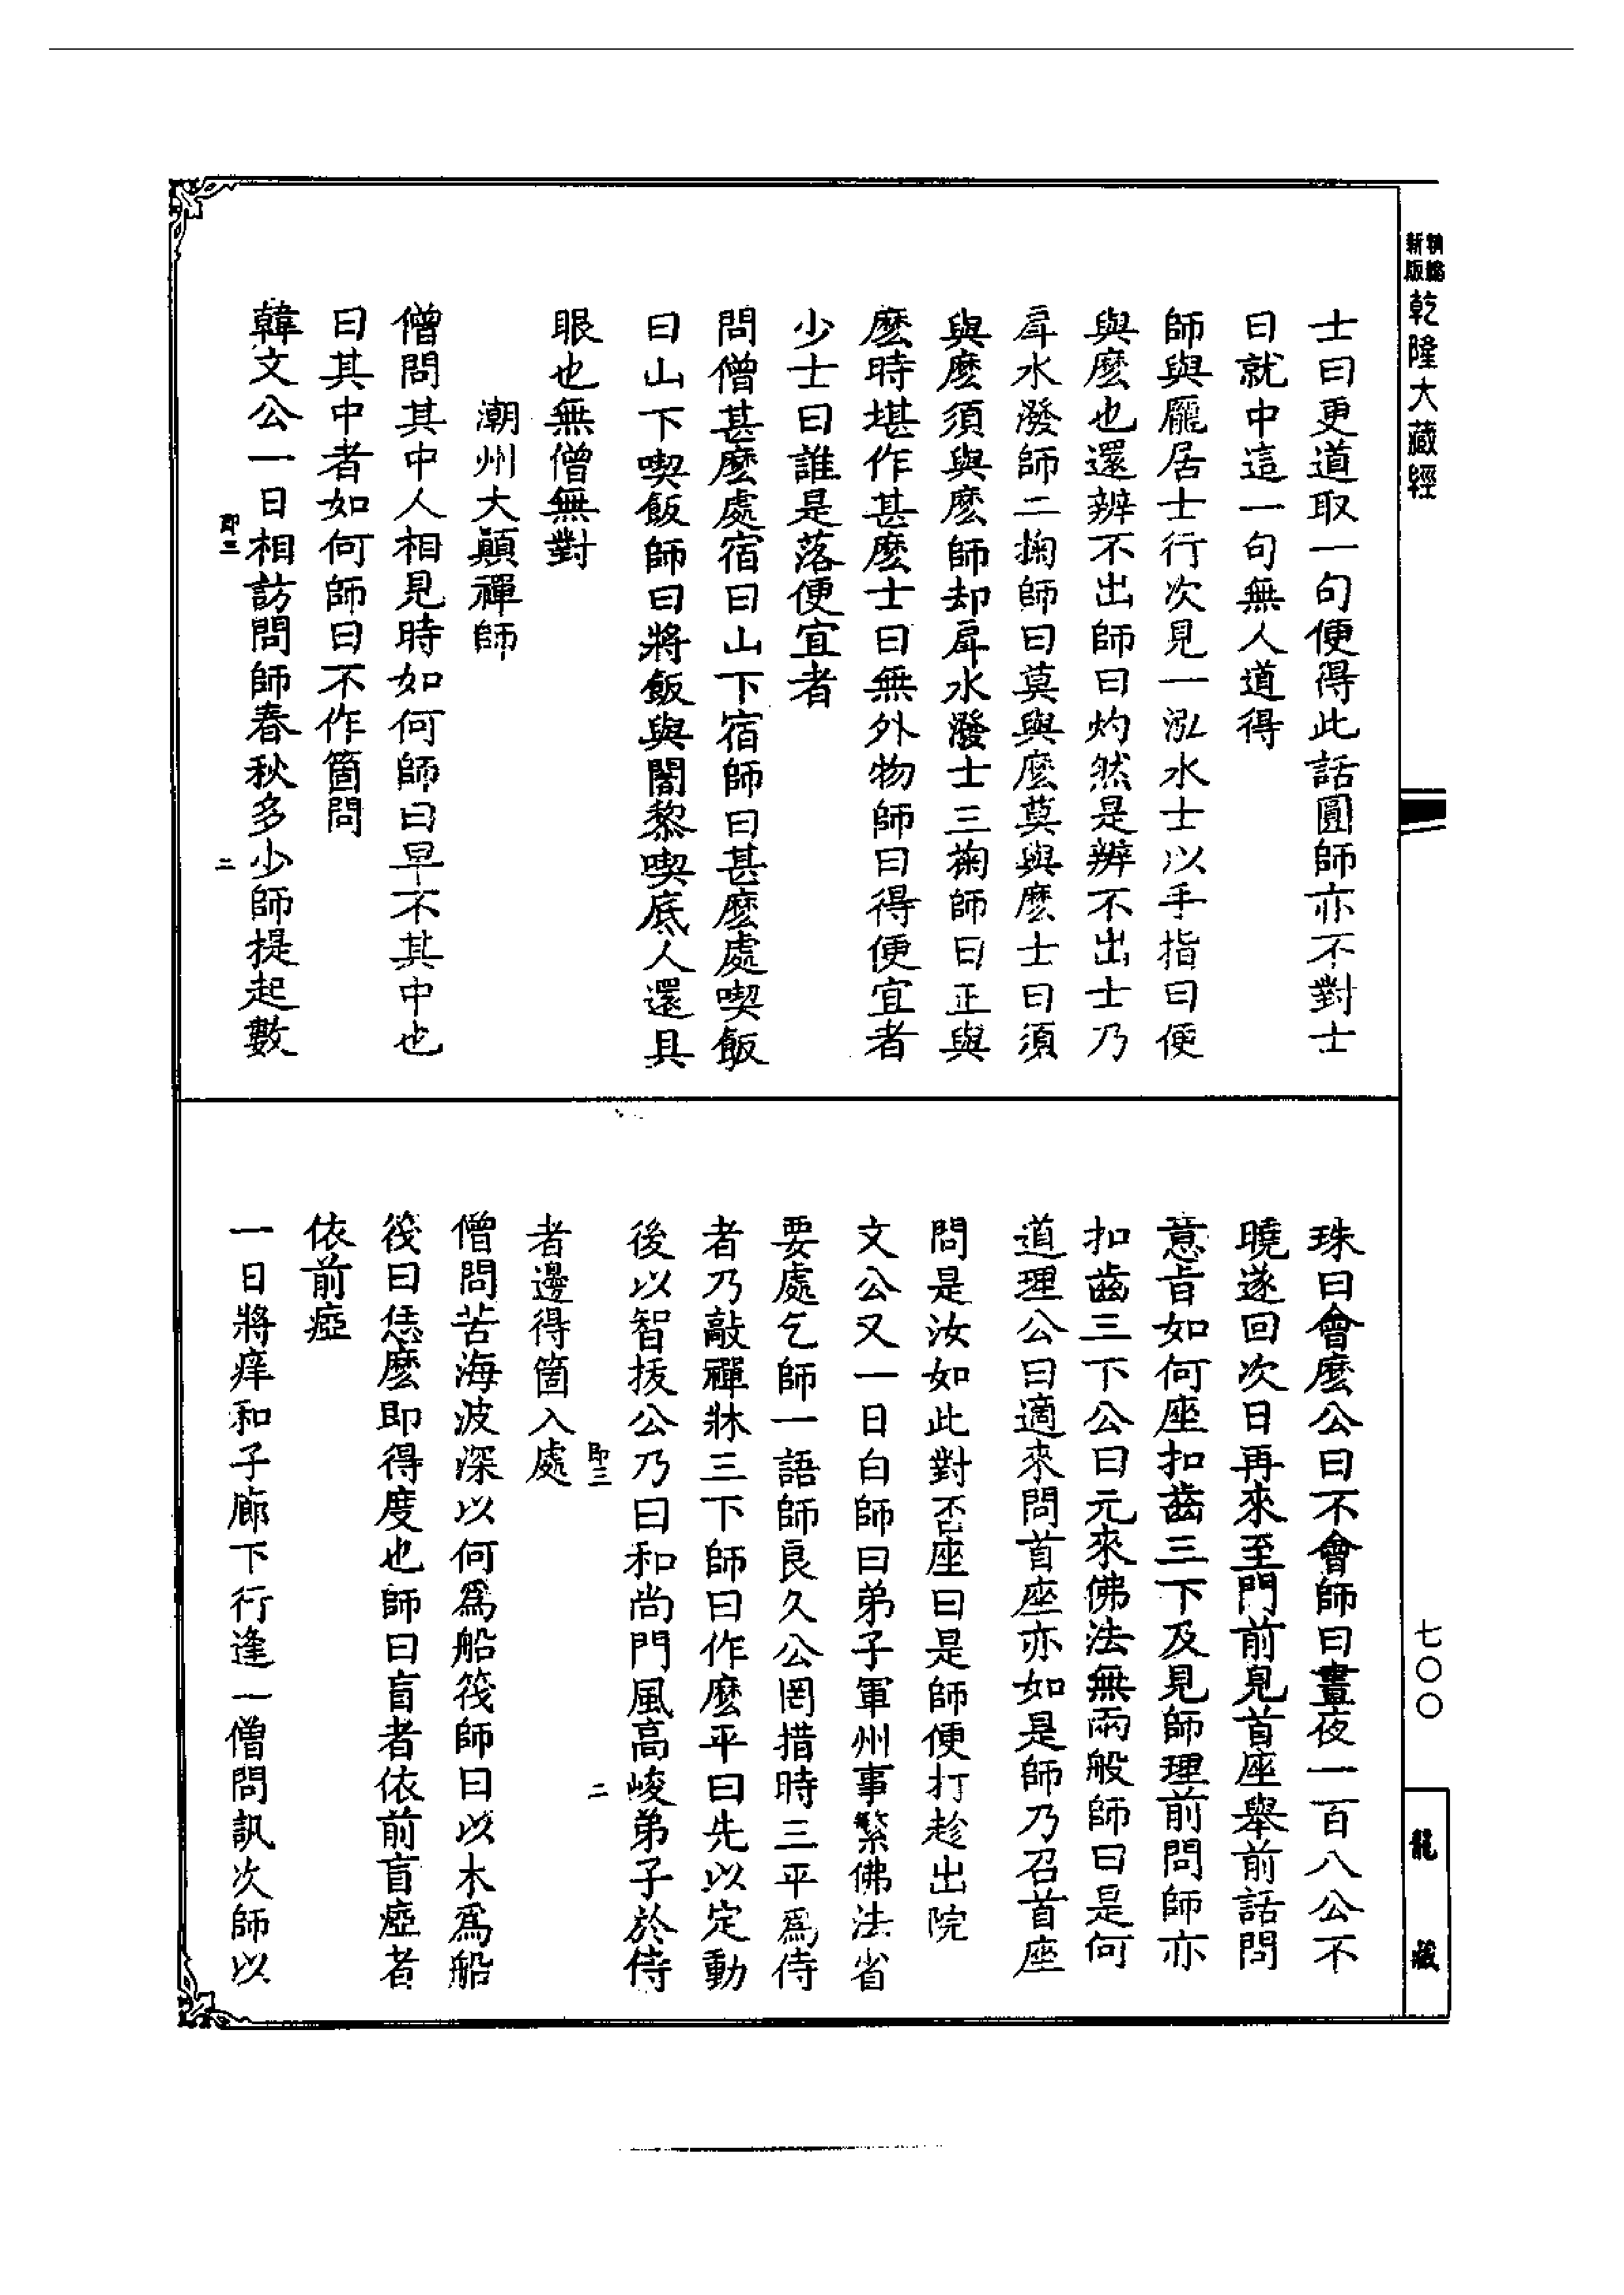 新版精縮乾隆大藏經
士曰更道取一句便得此話圓師亦不對士
曰就中這一句無人道得
師與龐居士行次見一泓水士以手指曰便
與麽也還辨不出師曰灼然是辨不出士乃
戽水潑師二掬師曰莫與麽莫與麽士曰須
與麽須與麽師却戽水潑士三掬師曰正與
麽時堪作甚麽士曰無外物師曰得便宜者
少士曰誰是落便宜者
問僧甚麽處宿曰山下宿師曰甚麽處喫飯
曰山下喫飯師曰將飯與闍黎喫底人還具
眼也無僧無對
潮州大顛禪師
僧問其中人相見時如何師曰早不其中也
曰其中者如何師曰不作箇問
韓文公一日相訪問師春秋多少師提起數
即三
二
珠曰會麽公曰不會師曰晝夜一百八公不
曉遂回次日再來至門前見首座舉前話問
意旨如何座扣齒三下及見師理前問師亦
扣齒三下公曰元來佛法無兩般師曰是何
道理公曰適來問首座亦如是師乃召首座
問是汝如此對否座曰是師便打趁出院
文公又一日白師曰弟子軍州事繁佛法省
要處乞師一語師良久公罔措時三平爲侍
者乃敲禪牀三下師曰作麽平曰先以定動
後以智拔公乃曰和尚門風高峻弟子於侍
即三
二
者邊得箇入處
僧問苦海波深以何爲船筏師曰以木爲船
筏曰恁麽即得度也師曰盲者依前盲瘂者
依前瘂
一日將痒和子廊下行逢一僧問訊次師以
七〇〇
龍藏